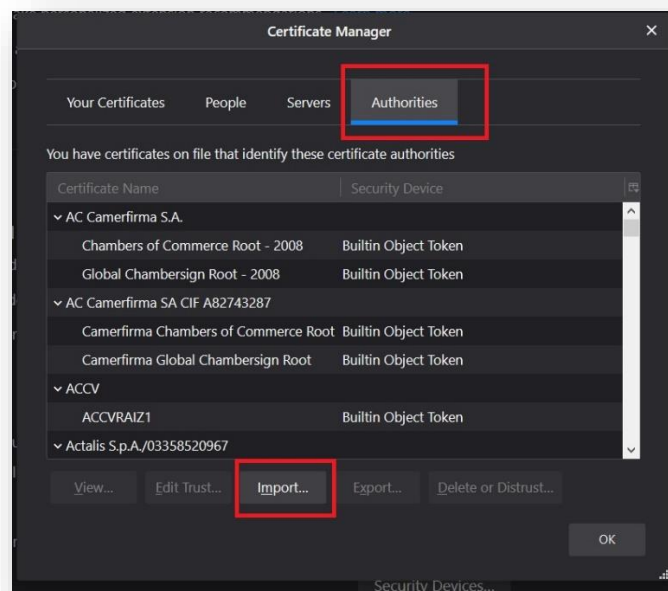 Certificate Manager
Your Certificates People Servers Authorities
You have certificates on file that identify these certificate authorities
Certificate Name Security Device
AC Camerfirma S.A.
Chambers of Commerce Root - 2008 Builtin Object Token
Global Chambersign Root - 2008 Builtin Object Token
AC Camerfirma SA CIF A82743287
Camerfirma Chambers of Commerce Root Builtin Object Token
Camerfirma Global Chambersign Root Builtin Object Token
ACCV
ACCVRAIZ1 Builtin Object Token
Actalis S.p.A./03358520967
View... Edit Trust... Import... Export... Delete or Distrust...
OK
Security Devices...